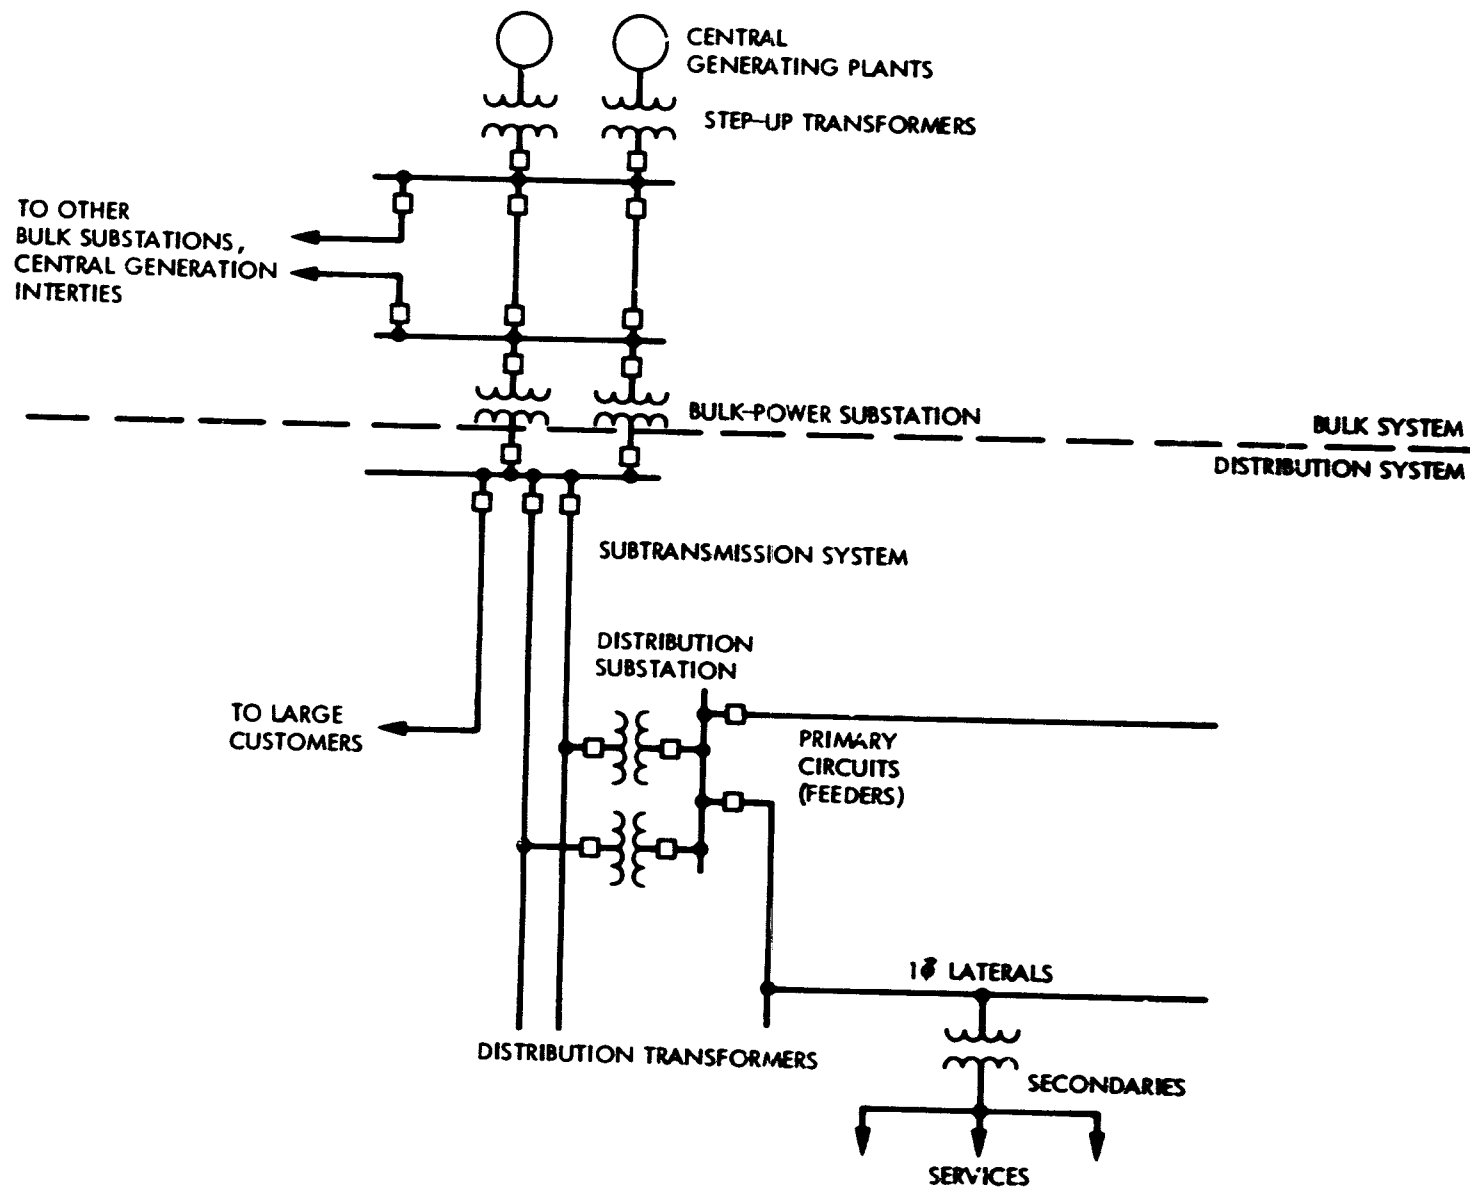 CENTRAL
GENERATING PLANTS
STEP-UP TRANSFORMERS
TO OTHER
BULK SUBSTATIONS,
CENTRAL GENERATION
INTERTIES
BULK-POWER SUBSTATION
BULK SYSTEM
DISTRIBUTION SYSTEM
SUBTRANSMISSION SYSTEM
DISTRIBUTION
SUBSTATION
TO LARGE
CUSTOMERS
PRIMARY
CIRCUITS
(FEEDERS)
1Φ LATERALS
DISTRIBUTION TRANSFORMERS
SECONDARIES
SERVICES